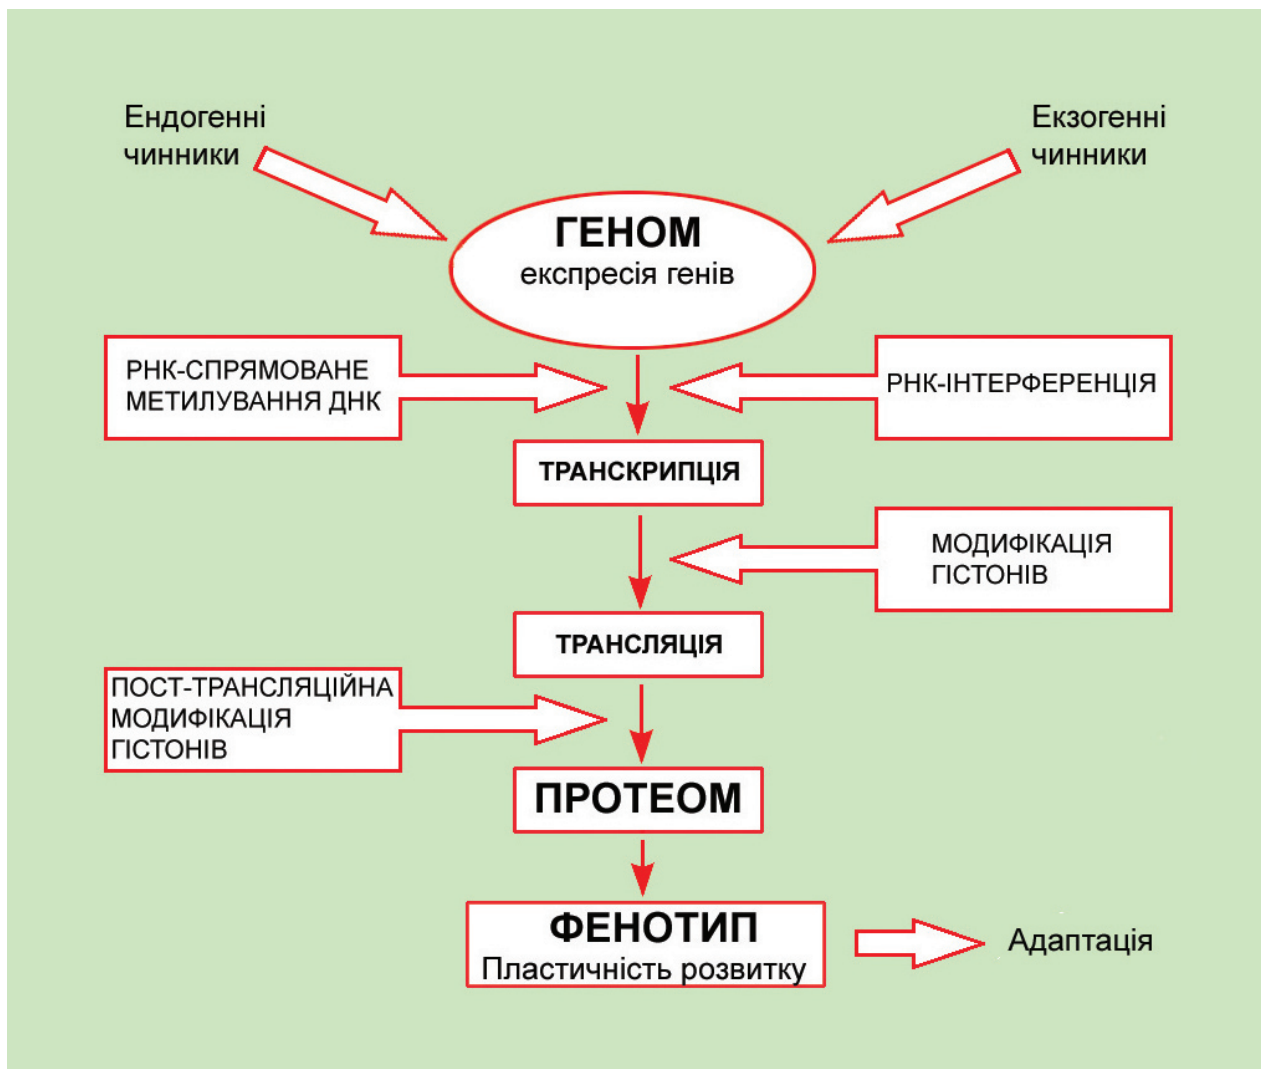 Ендогенні
чинники
Екзогенні
чинники
ГЕНОМ
експресія генів
РНК-СПРЯМОВАНЕ
МЕТИЛУВАННЯ ДНК
РНК-ІНТЕРФЕРЕНЦІЯ
ТРАНСКРИПЦІЯ
МОДИФІКАЦІЯ
ГІСТОНІВ
ТРАНСЛЯЦІЯ
ПОСТ-ТРАНСЛЯЦІЙНА
МОДИФІКАЦІЯ
ГІСТОНІВ
ПРОТЕОМ
ФЕНОТИП
Пластичність розвитку
Адаптація